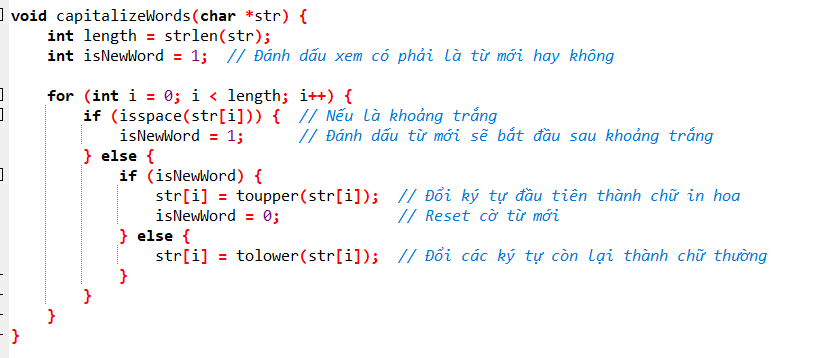 void capitalizeWords(char *str) {
    int length = strlen(str);
    int isNewWord = 1;  // Đánh dấu xem có phải là từ mới hay không

    for (int i = 0; i < length; i++) {
        if (isspace(str[i])) {  // Nếu là khoảng trắng
            isNewWord = 1;      // Đánh dấu từ mới sẽ bắt đầu sau khoảng trắng
        } else {
            if (isNewWord) {
                str[i] = toupper(str[i]);  // Đổi ký tự đầu tiên thành chữ in hoa
                isNewWord = 0;             // Reset cờ từ mới
            } else {
                str[i] = tolower(str[i]);  // Đổi các ký tự còn lại thành chữ thường
            }
        }
    }
}